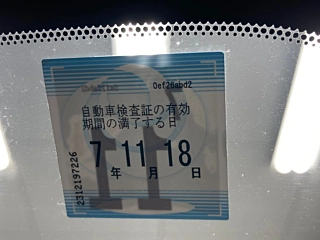 0ef26abd2
自動車検査証の有効
期間の満了する日
7 11 18
年 月 日
2312197226